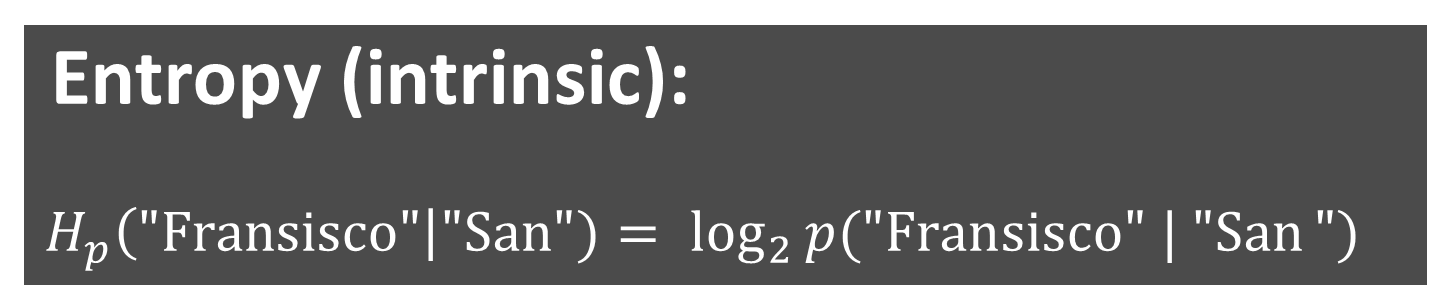 Entropy (intrinsic):
H_p("Fransisco"|"San") = log_2 p("Fransisco" | "San ")